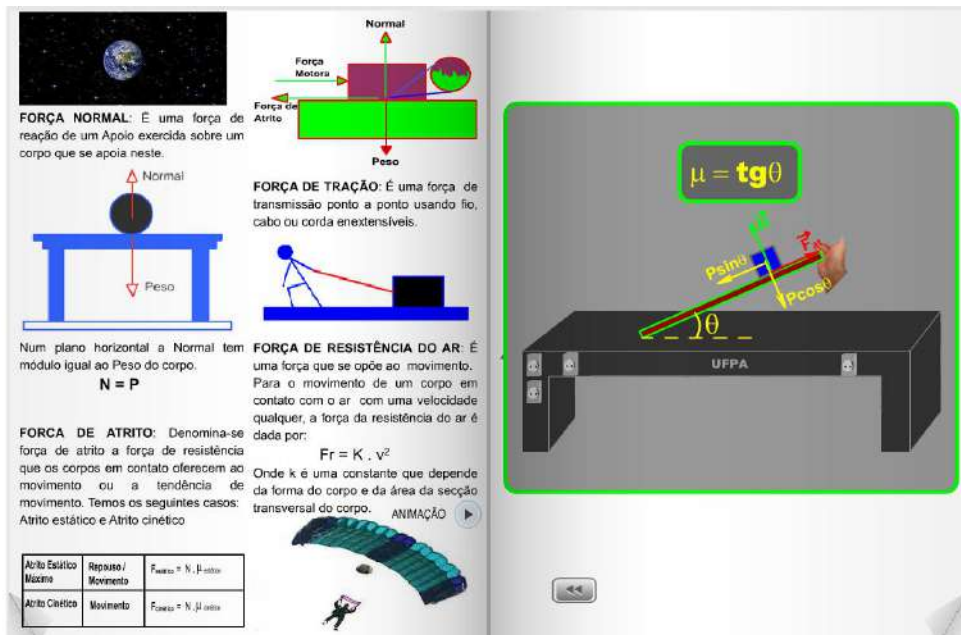 FORÇA NORMAL: É uma força de
reação de um Apoio exercida sobre um
corpo que se apoia neste.
Normal
Peso
Num plano horizontal a Normal tem
módulo igual ao Peso do corpo.
N = P
FORCA DE ATRITO: Denomina-se
força de atrito a força de resistência
que os corpos em contato oferecem ao
movimento ou a tendência de
movimento. Temos os seguintes casos:
Atrito estático e Atrito cinético
Atrito Estático Máximo
Repouso / Movimento
F = N . μ
Atrito Cinético
Movimento
F = N . μ
Normal
Força
Motora
Força de
Atrito
Peso
FORÇA DE TRAÇÃO: É uma força de
transmissão ponto a ponto usando fio,
cabo ou corda enextensíveis.
FORÇA DE RESISTÊNCIA DO AR: É
uma força que se opõe ao movimento.
Para o movimento de um corpo em
contato com o ar com uma velocidade
qualquer, a força da resistência do ar é
dada por:
Fr = K . v²
Onde k é uma constante que depende
da forma do corpo e da área da secção
transversal do corpo.
ANIMAÇÃO
μ = tgθ
Psinθ
Pcosθ
θ
UFPA